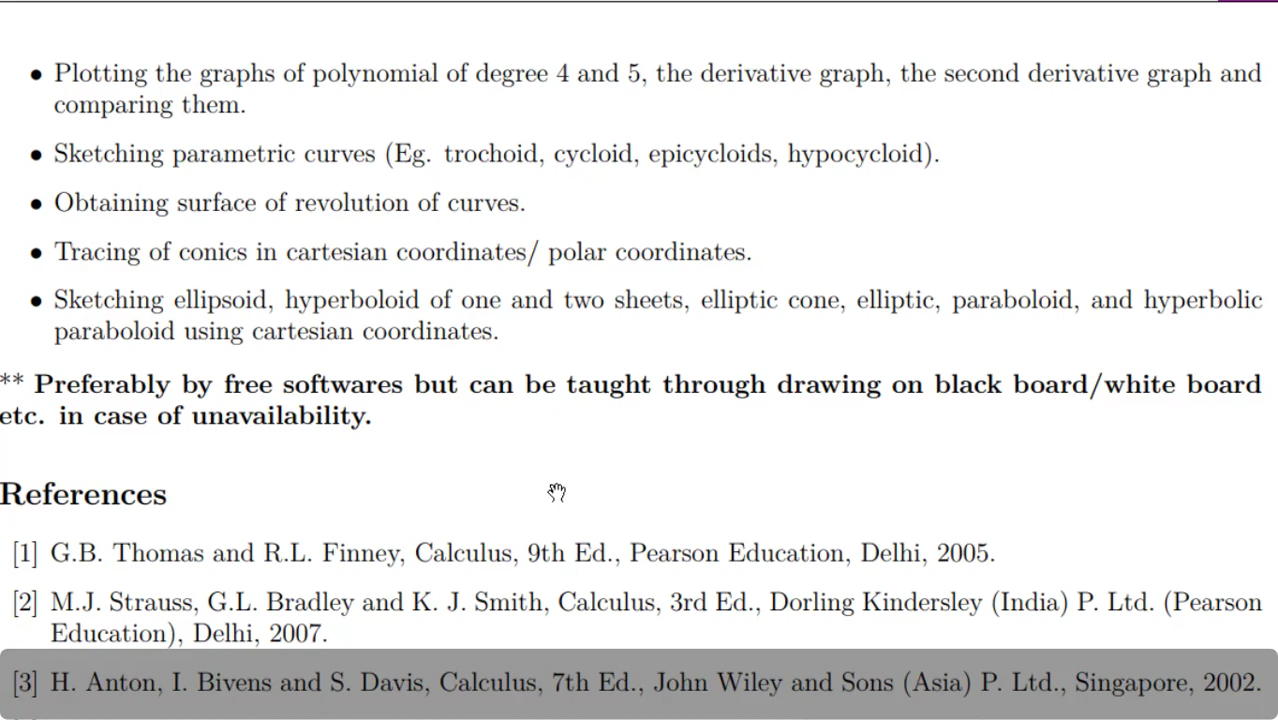 • Plotting the graphs of polynomial of degree 4 and 5, the derivative graph, the second derivative graph and
comparing them.
• Sketching parametric curves (Eg. trochoid, cycloid, epicycloids, hypocycloid).
• Obtaining surface of revolution of curves.
• Tracing of conics in cartesian coordinates/ polar coordinates.
• Sketching ellipsoid, hyperboloid of one and two sheets, elliptic cone, elliptic, paraboloid, and hyperbolic
paraboloid using cartesian coordinates.
** Preferably by free softwares but can be taught through drawing on black board/white board
etc. in case of unavailability.
References
[1] G.B. Thomas and R.L. Finney, Calculus, 9th Ed., Pearson Education, Delhi, 2005.
[2] M.J. Strauss, G.L. Bradley and K. J. Smith, Calculus, 3rd Ed., Dorling Kindersley (India) P. Ltd. (Pearson
Education), Delhi, 2007.
[3] H. Anton, I. Bivens and S. Davis, Calculus, 7th Ed., John Wiley and Sons (Asia) P. Ltd., Singapore, 2002.